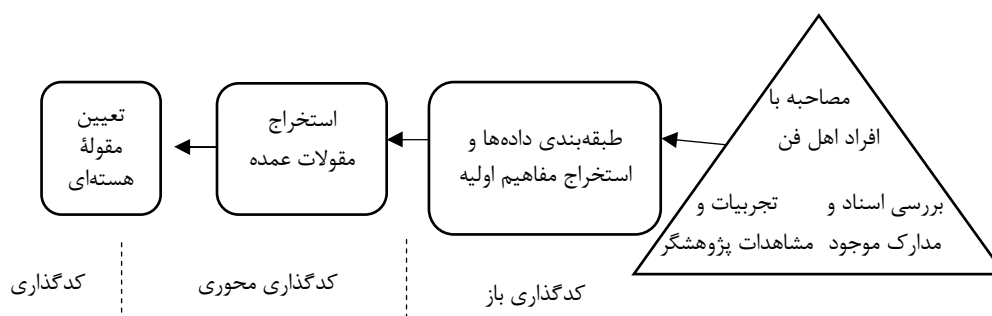 مصاحبه با
افراد اهل فن
بررسی اسناد و
مدارک موجود
تجربیات و
مشاهدات پژوهشگر
طبقه‌بندی داده‌ها و
استخراج مفاهیم اولیه
استخراج
مقولات عمده
تعیین
مقولهٔ
هسته‌ای
کدگذاری باز
کدگذاری محوری
کدگذاری